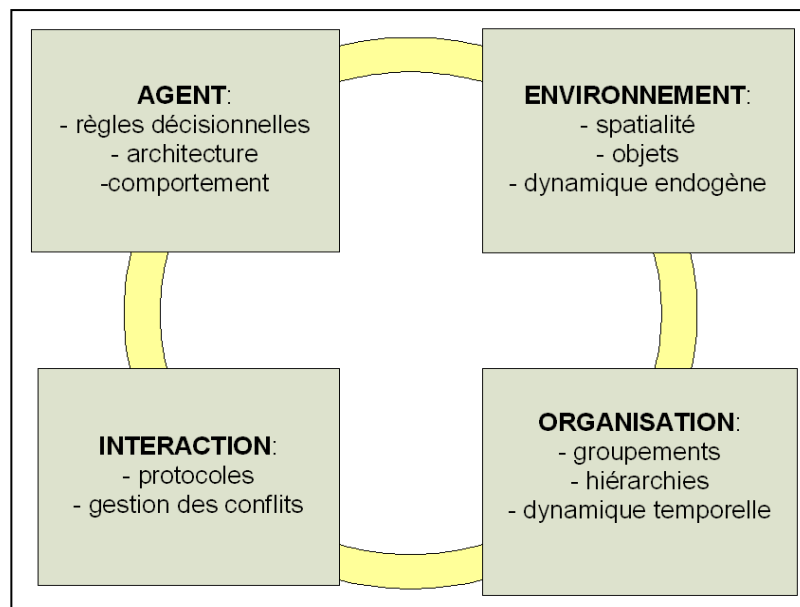 AGENT:
- règles décisionnelles
- architecture
-comportement
ENVIRONNEMENT:
- spatialité
- objets
- dynamique endogène
INTERACTION:
- protocoles
- gestion des conflits
ORGANISATION:
- groupements
- hiérarchies
- dynamique temporelle